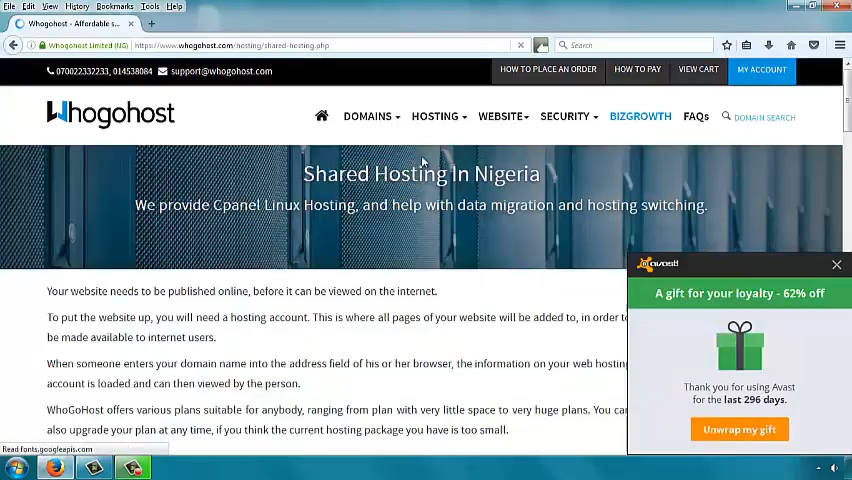 File Edit View History Bookmarks Tools Help
Whogohost - Affordable s...
Whogohost Limited (NG) https://www.whogohost.com/hosting/shared-hosting.php Search
070022332233, 014538084 support@whogohost.com HOW TO PLACE AN ORDER HOW TO PAY VIEW CART MY ACCOUNT
Whogohost DOMAINS HOSTING WEBSITE SECURITY BIZGROWTH FAQs DOMAIN SEARCH
Shared Hosting In Nigeria
We provide Cpanel Linux Hosting, and help with data migration and hosting switching.
Your website needs to be published online, before it can be viewed on the internet.
To put the website up, you will need a hosting account. This is where all pages of your website will be added to, in order to
be made available to internet users.
When someone enters your domain name into the address field of his or her browser, the information on your web hosting
account is loaded and can then viewed by the person.
WhoGoHost offers various plans suitable for anybody, ranging from plan with very little space to very huge plans. You can
also upgrade your plan at any time, if you think the current hosting package you have is too small.
avast!
A gift for your loyalty - 62% off
Thank you for using Avast
for the last 296 days.
Unwrap my gift
Read fonts.googleapis.com